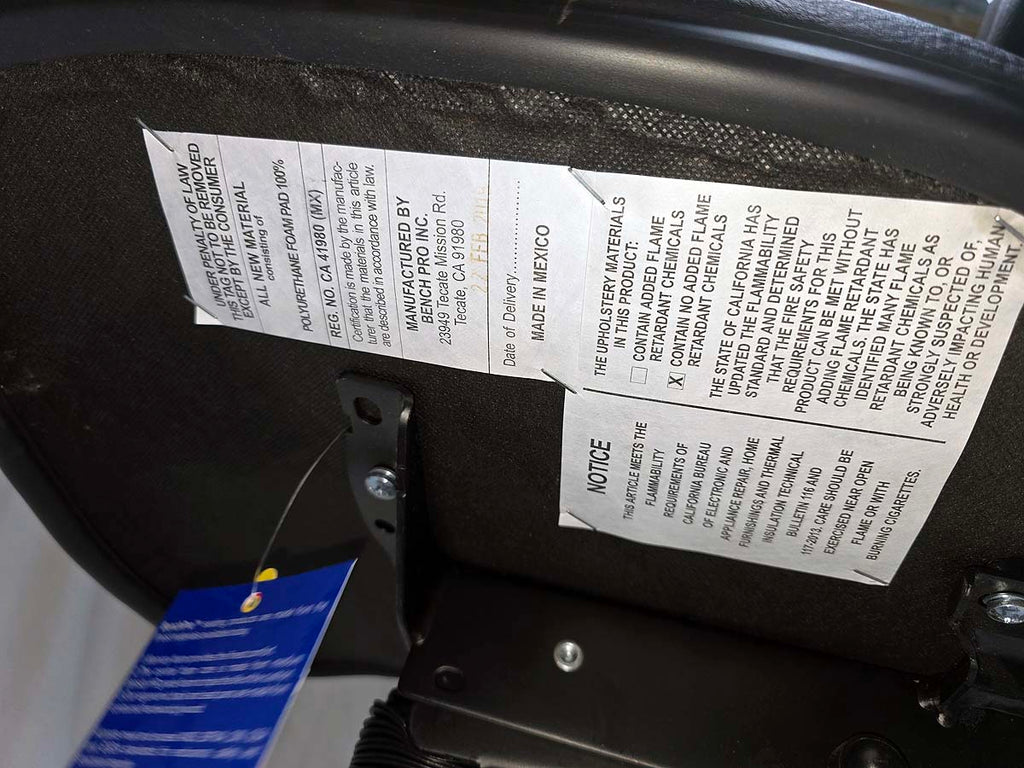 UNDER PENALTY OF LAW
THIS TAG NOT TO BE REMOVED
EXCEPT BY THE CONSUMER
ALL NEW MATERIAL
consisting of
POLYURETHANE FOAM PAD 100%
REG. NO. CA 41980 (MX)
Certification is made by the manufac-
turer that the materials in this article
are described in accordance with law.
MANUFACTURED BY
BENCH PRO INC.
23949 Tecate Mission Rd.
Tecate, CA 91980
22 FEB
Date of Delivery
MADE IN MEXICO
THE UPHOLSTERY MATERIALS
IN THIS PRODUCT:
CONTAIN ADDED FLAME
RETARDANT CHEMICALS
X CONTAIN NO ADDED FLAME
RETARDANT CHEMICALS
THE STATE OF CALIFORNIA HAS
UPDATED THE FLAMMABILITY
STANDARD AND DETERMINED
THAT THE FIRE SAFETY
REQUIREMENTS FOR THIS
PRODUCT CAN BE MET WITHOUT
ADDING FLAME RETARDANT
CHEMICALS. THE STATE HAS
IDENTIFIED MANY FLAME
RETARDANT CHEMICALS AS
BEING KNOWN TO, OR
STRONGLY SUSPECTED OF,
ADVERSELY IMPACTING HUMAN
HEALTH OR DEVELOPMENT.
NOTICE
THIS ARTICLE MEETS THE
FLAMMABILITY
REQUIREMENTS OF
CALIFORNIA BUREAU
OF ELECTRONIC AND
APPLIANCE REPAIR, HOME
FURNISHINGS AND THERMAL
INSULATION TECHNICAL
BULLETIN 116 AND
117-2013. CARE SHOULD BE
EXERCISED NEAR OPEN
FLAME OR WITH
BURNING CIGARETTES.